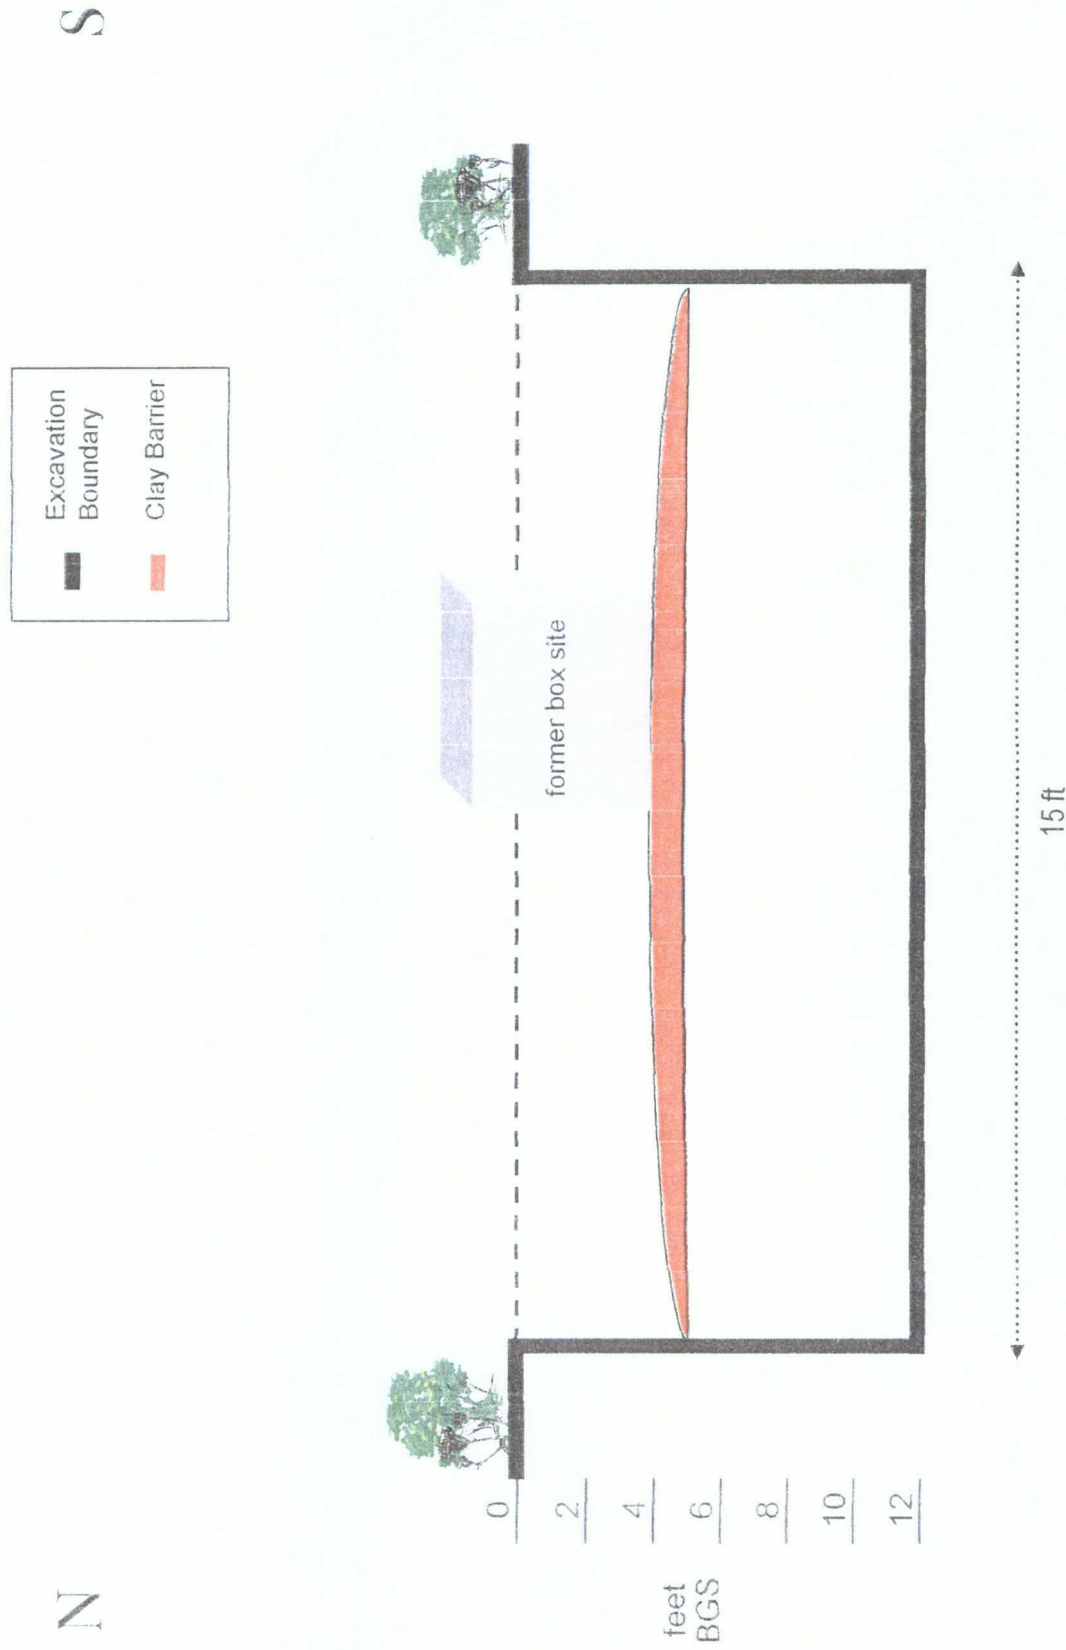 N
S
Excavation
Boundary
Clay Barrier
former box site
feet
BGS
0
2
4
6
8
10
12
15 ft